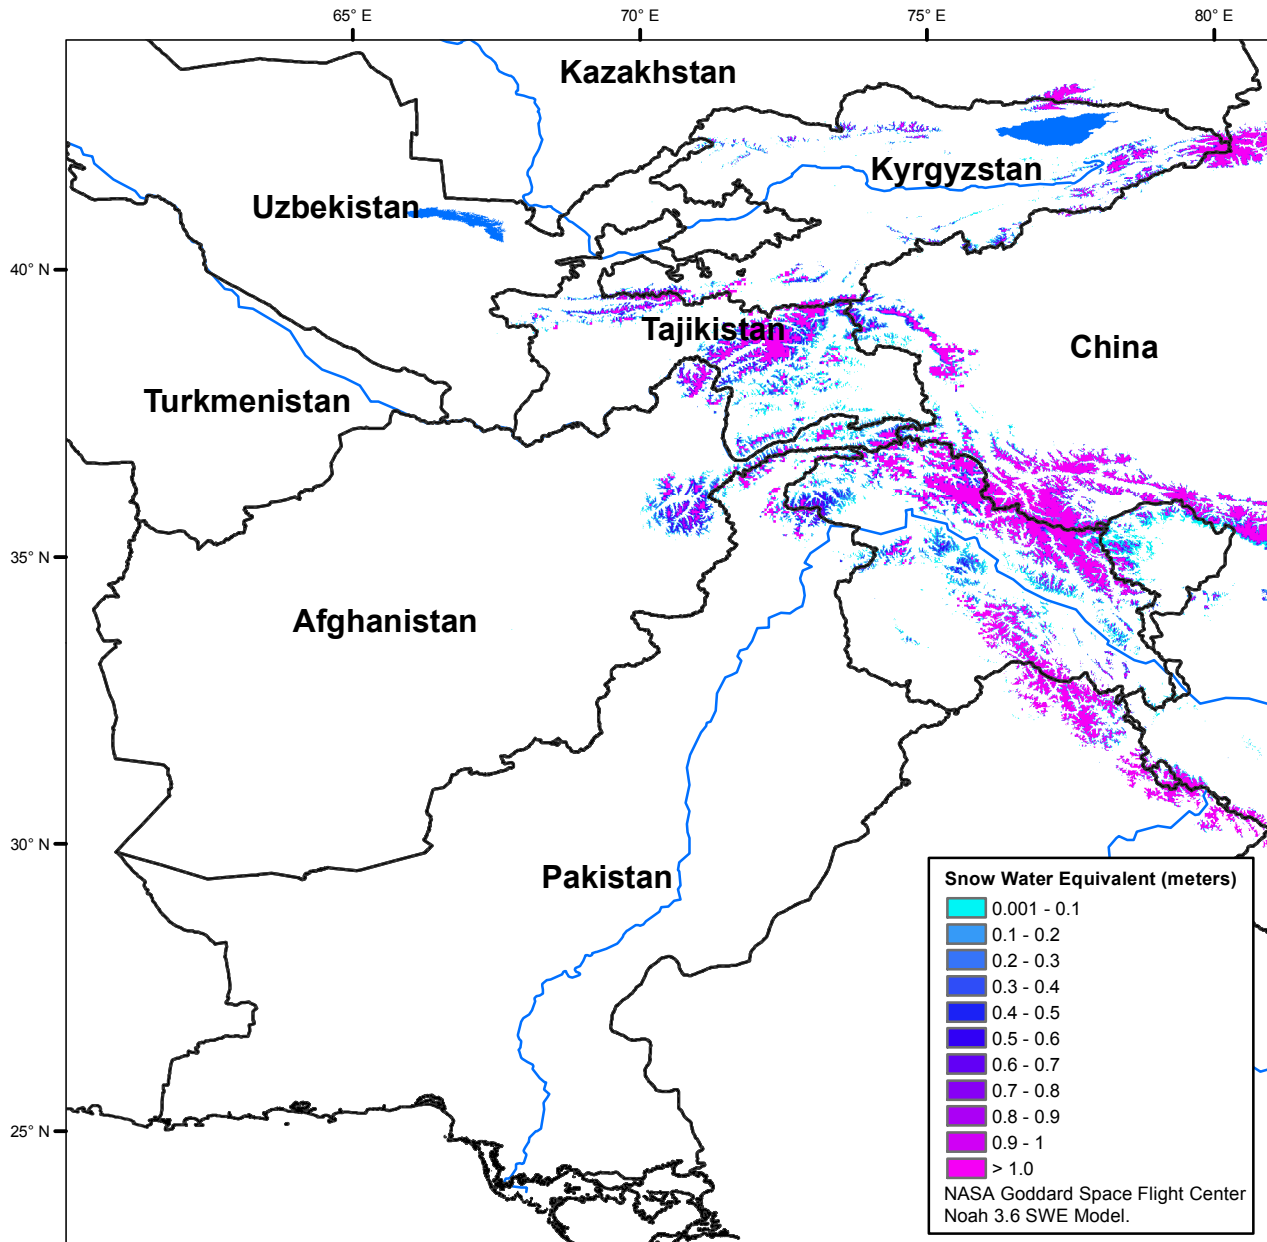 65° E
70° E
75° E
80° E
Kazakhstan
Kyrgyzstan
Uzbekistan
40° N
Tajikistan
China
Turkmenistan
35° N
Afghanistan
30° N
Pakistan
25° N
Snow Water Equivalent (meters)
0.001 - 0.1
0.1 - 0.2
0.2 - 0.3
0.3 - 0.4
0.4 - 0.5
0.5 - 0.6
0.6 - 0.7
0.7 - 0.8
0.8 - 0.9
0.9 - 1
> 1.0
NASA Goddard Space Flight Center
Noah 3.6 SWE Model.